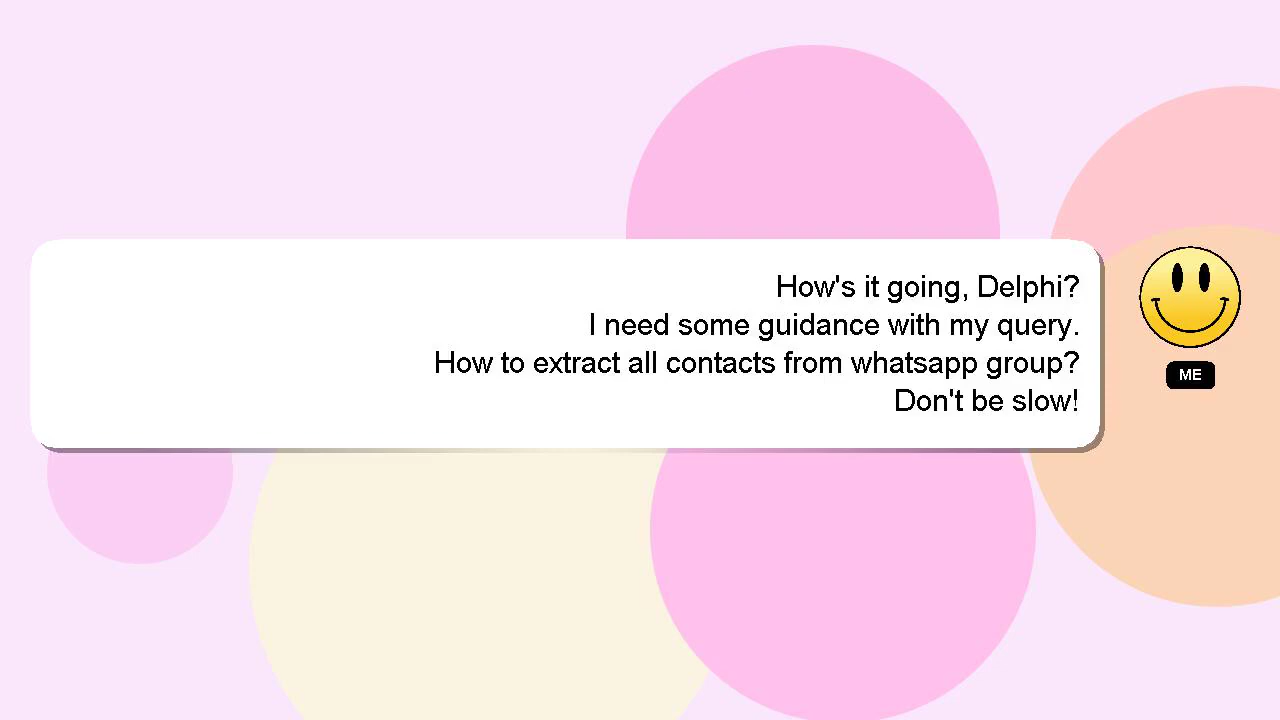 How's it going, Delphi?
I need some guidance with my query.
How to extract all contacts from whatsapp group?
Don't be slow!
ME